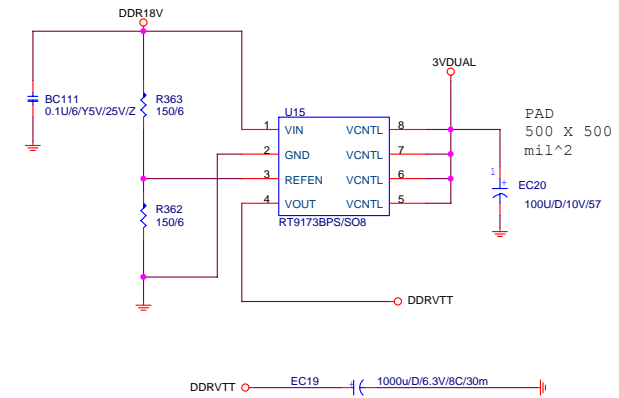 DDR18V
3VDUAL
BC111
0.1U/6/Y5V/25V/Z
R363
150/6
U15
1 VIN VCNTL 8
2 GND VCNTL 7
3 REFEN VCNTL 6
4 VOUT VCNTL 5
RT9173BPS/SO8
PAD
500 X 500
mil^2
1
+
EC20
100U/D/10V/57
R362
150/6
DDRVTT
DDRVTT EC19 + 1000u/D/6.3V/8C/30m